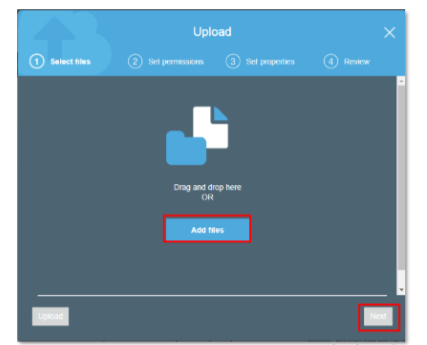 Upload
1 Select files 2 Set permissions 3 Set properties 4 Review
Drag and drop here
OR
Add files
Upload Next